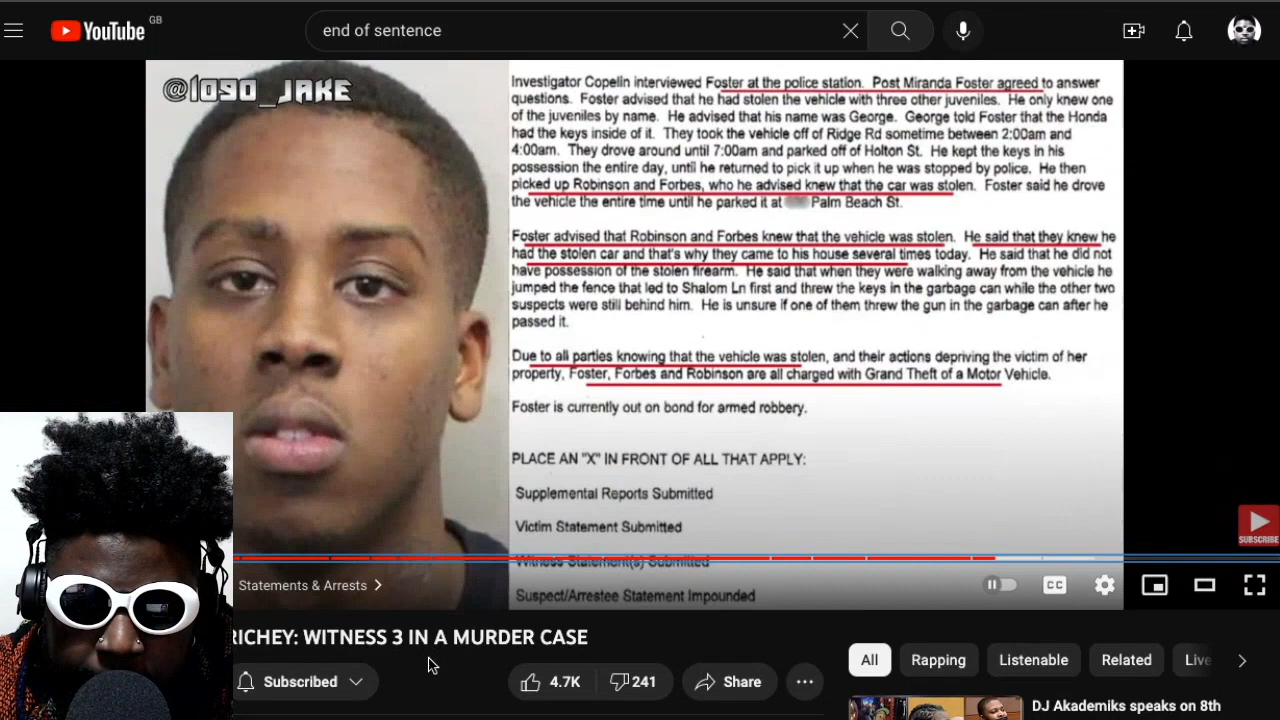 GB
YouTube
end of sentence
@1090_JAKE
Investigator Copelin interviewed Foster at the police station. Post Miranda Foster agreed to answer
questions. Foster advised that he had stolen the vehicle with three other juveniles. He only knew one
of the juveniles by name. He advised that his name was George. George told Foster that the Honda
had the keys inside of it. They took the vehicle off of Ridge Rd sometime between 2:00am and
4:00am. They drove around until 7:00am and parked off of Holton St. He kept the keys in his
possession the entire day, until he returned to pick it up when he was stopped by police. He then
picked up Robinson and Forbes, who he advised knew that the car was stolen. Foster said he drove
the vehicle the entire time until he parked it at Palm Beach St.
Foster advised that Robinson and Forbes knew that the vehicle was stolen. He said that they knew he
had the stolen car and that's why they came to his house several times today. He said that he did not
have possession of the stolen firearm. He said that when they were walking away from the vehicle he
jumped the fence that led to Shalom Ln first and threw the keys in the garbage can while the other two
suspects were still behind him. He is unsure if one of them threw the gun in the garbage can after he
passed it.
Due to all parties knowing that the vehicle was stolen, and their actions depriving the victim of her
property, Foster, Forbes and Robinson are all charged with Grand Theft of a Motor Vehicle.
Foster is currently out on bond for armed robbery.
PLACE AN "X" IN FRONT OF ALL THAT APPLY:
Supplemental Reports Submitted
Victim Statement Submitted
Witness Statement(s) Submitted
Suspect/Arrestee Statement Impounded
SUBSCRIBE
Statements & Arrests
CC
RICHEY: WITNESS 3 IN A MURDER CASE
Subscribed
4.7K
241
Share
All
Rapping
Listenable
Related
Live
DJ Akademiks speaks on 8th